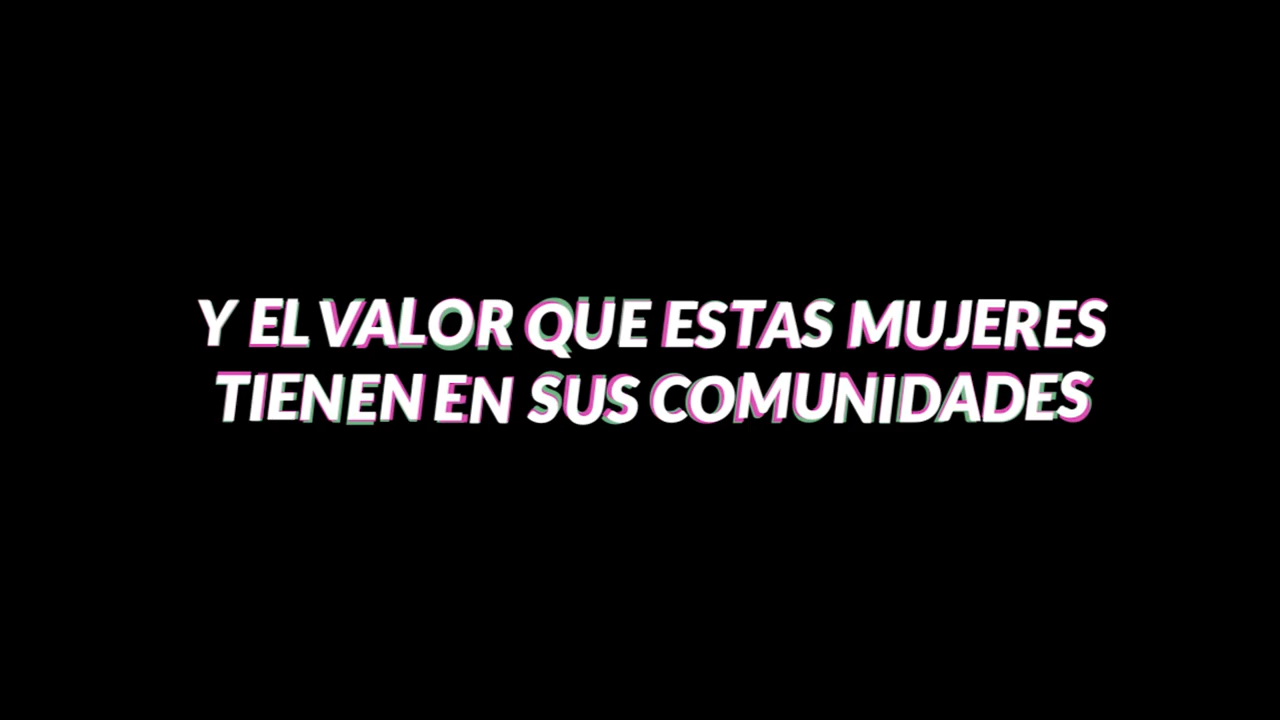 Y EL VALOR QUE ESTAS MUJERES
TIENEN EN SUS COMUNIDADES